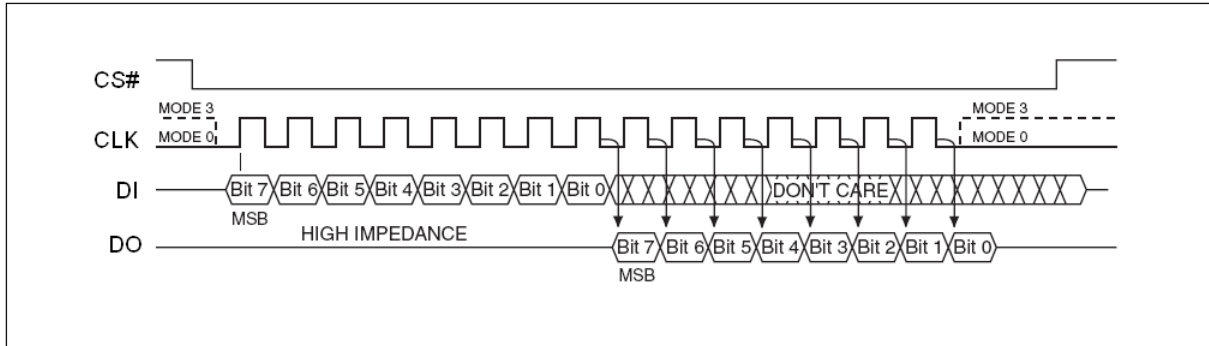 CS#
MODE 3 MODE 3
CLK MODE 0 MODE 0
DI Bit 7 Bit 6 Bit 5 Bit 4 Bit 3 Bit 2 Bit 1 Bit 0 DON'T CARE
MSB
DO HIGH IMPEDANCE Bit 7 Bit 6 Bit 5 Bit 4 Bit 3 Bit 2 Bit 1 Bit 0
MSB